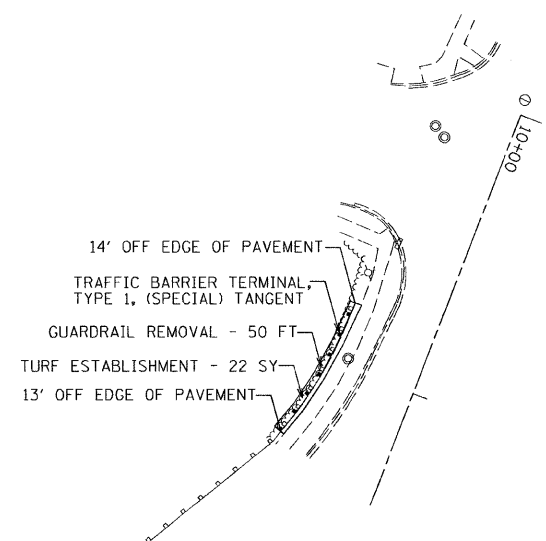 10+00
14' OFF EDGE OF PAVEMENT
TRAFFIC BARRIER TERMINAL,
TYPE 1, (SPECIAL) TANGENT
GUARDRAIL REMOVAL - 50 FT
TURF ESTABLISHMENT - 22 SY
13' OFF EDGE OF PAVEMENT